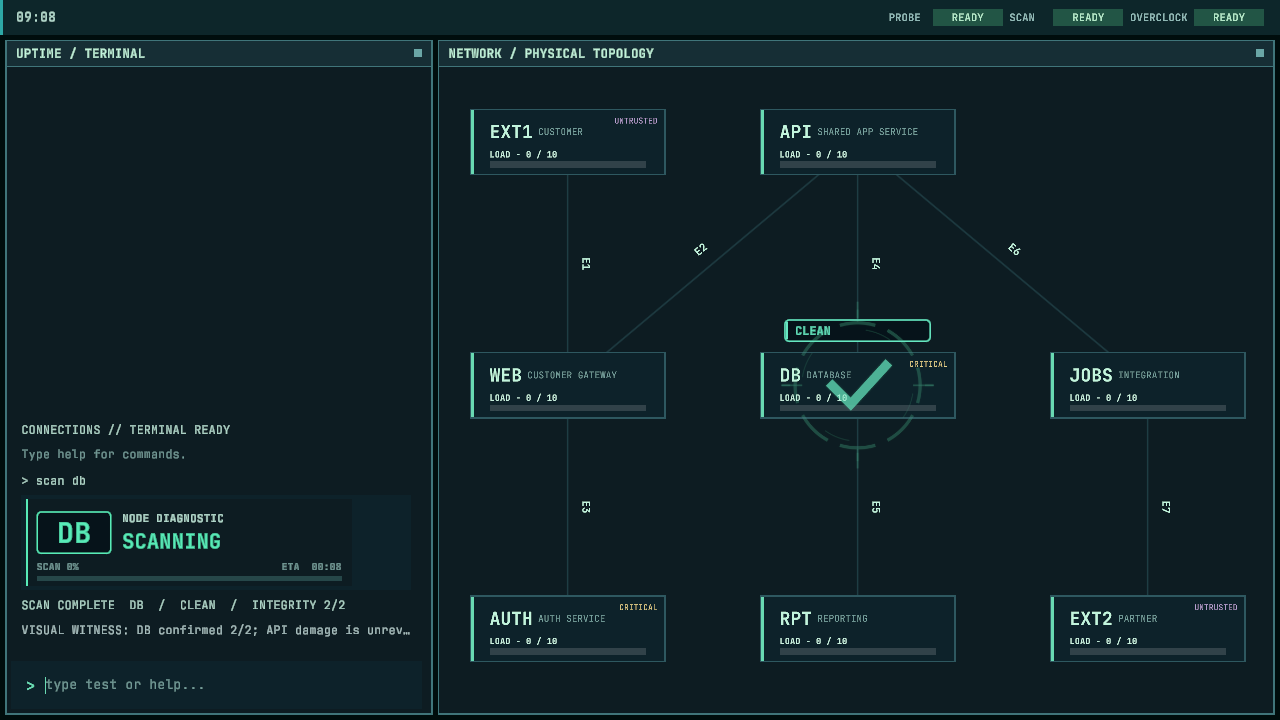 09:08
PROBE READY SCAN READY OVERCLOCK READY
UPTIME / TERMINAL
CONNECTIONS // TERMINAL READY
Type help for commands.
> scan db
DB
NODE DIAGNOSTIC
SCANNING
SCAN 0% ETA 00:08
SCAN COMPLETE DB / CLEAN / INTEGRITY 2/2
VISUAL WITNESS: DB confirmed 2/2; API damage is unrev…
> type test or help...
NETWORK / PHYSICAL TOPOLOGY
EXT1 CUSTOMER UNTRUSTED
LOAD - 0 / 10
API SHARED APP SERVICE
LOAD - 0 / 10
E1
E2
E4
E6
CLEAN
WEB CUSTOMER GATEWAY
LOAD - 0 / 10
DB DATABASE CRITICAL
LOAD - 0 / 10
JOBS INTEGRATION
LOAD - 0 / 10
E3
E5
E7
AUTH AUTH SERVICE CRITICAL
LOAD - 0 / 10
RPT REPORTING
LOAD - 0 / 10
EXT2 PARTNER UNTRUSTED
LOAD - 0 / 10